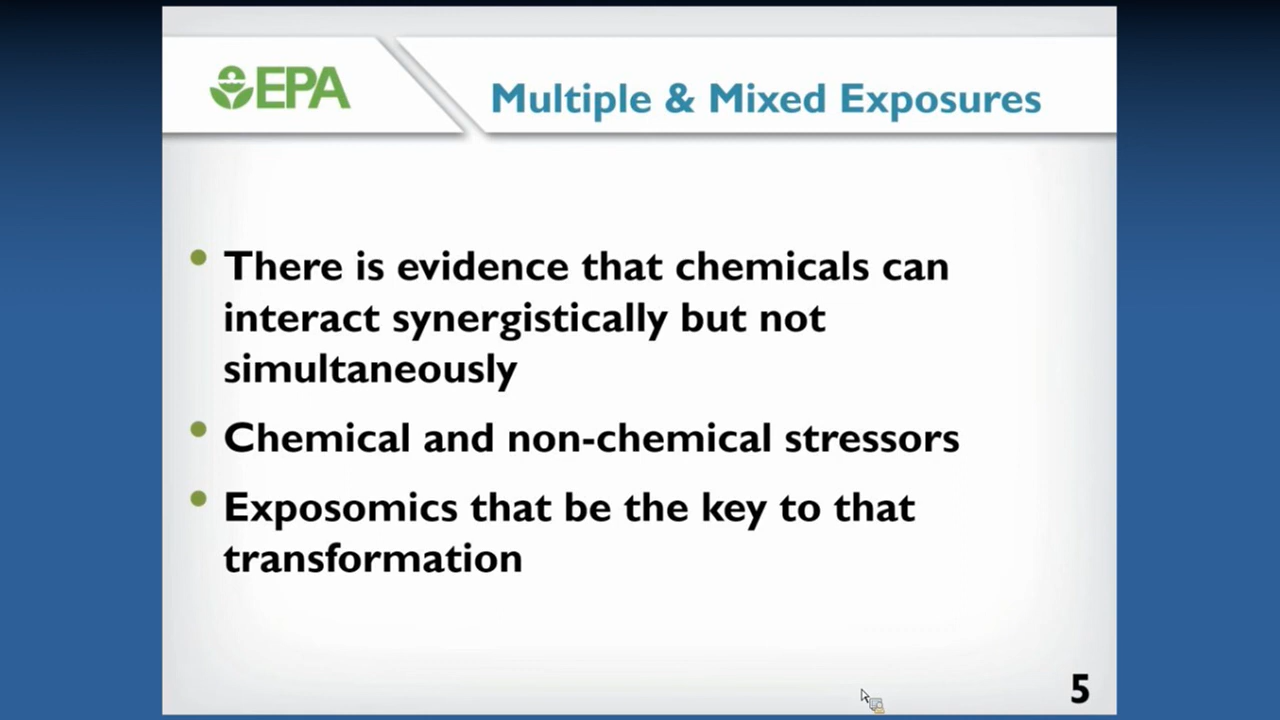 EPA
Multiple & Mixed Exposures
• There is evidence that chemicals can
interact synergistically but not
simultaneously
• Chemical and non-chemical stressors
• Exposomics that be the key to that
transformation
5